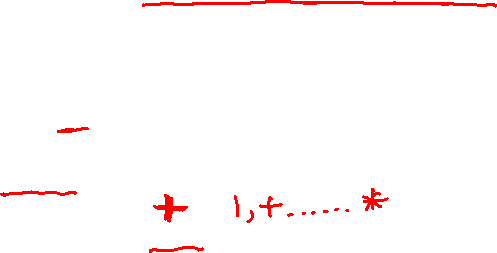 -
+ 1,+......*